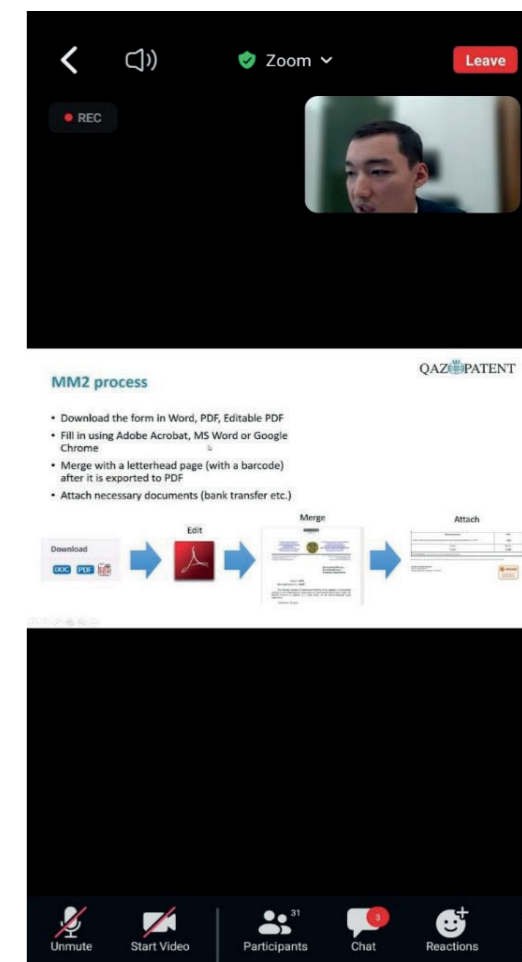 Zoom
Leave
REC
QAZPATENT
MM2 process
• Download the form in Word, PDF, Editable PDF
• Fill in using Adobe Acrobat, MS Word or Google
Chrome
• Merge with a letterhead page (with a barcode)
after it is exported to PDF
• Attach necessary documents (bank transfer etc.)
Download
DOC PDF
Edit
Merge
Attach
31
3
Unmute
Start Video
Participants
Chat
Reactions